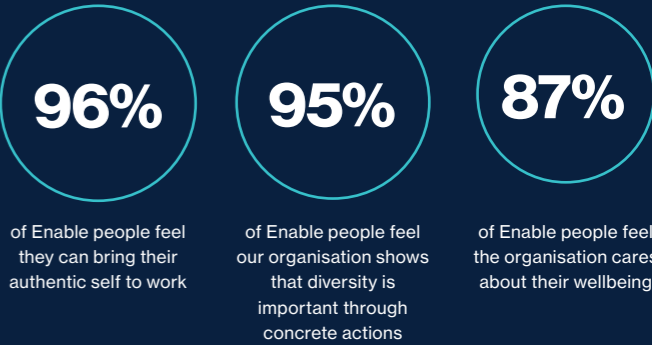 96%
of Enable people feel
they can bring their
authentic self to work
95%
of Enable people feel
our organisation shows
that diversity is
important through
concrete actions
87%
of Enable people feel
the organisation cares
about their wellbeing